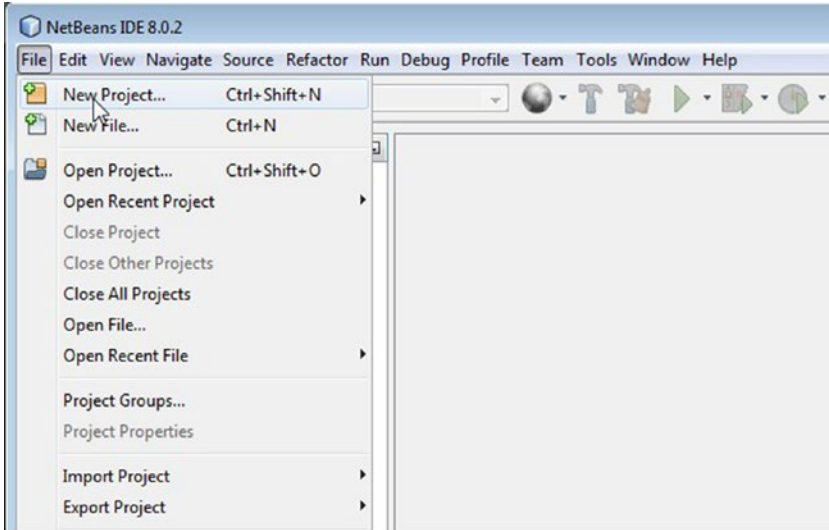 NetBeans IDE 8.0.2
File Edit View Navigate Source Refactor Run Debug Profile Team Tools Window Help
New Project... Ctrl+Shift+N
New File... Ctrl+N
Open Project... Ctrl+Shift+O
Open Recent Project
Close Project
Close Other Projects
Close All Projects
Open File...
Open Recent File
Project Groups...
Project Properties
Import Project
Export Project